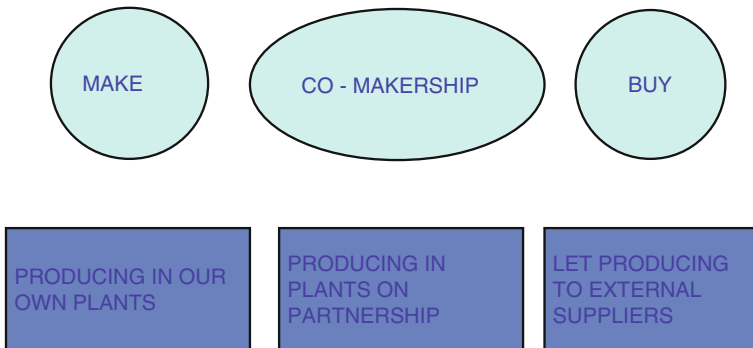 MAKE
CO - MAKERSHIP
BUY
PRODUCING IN OUR
OWN PLANTS
PRODUCING IN
PLANTS ON
PARTNERSHIP
LET PRODUCING
TO EXTERNAL
SUPPLIERS